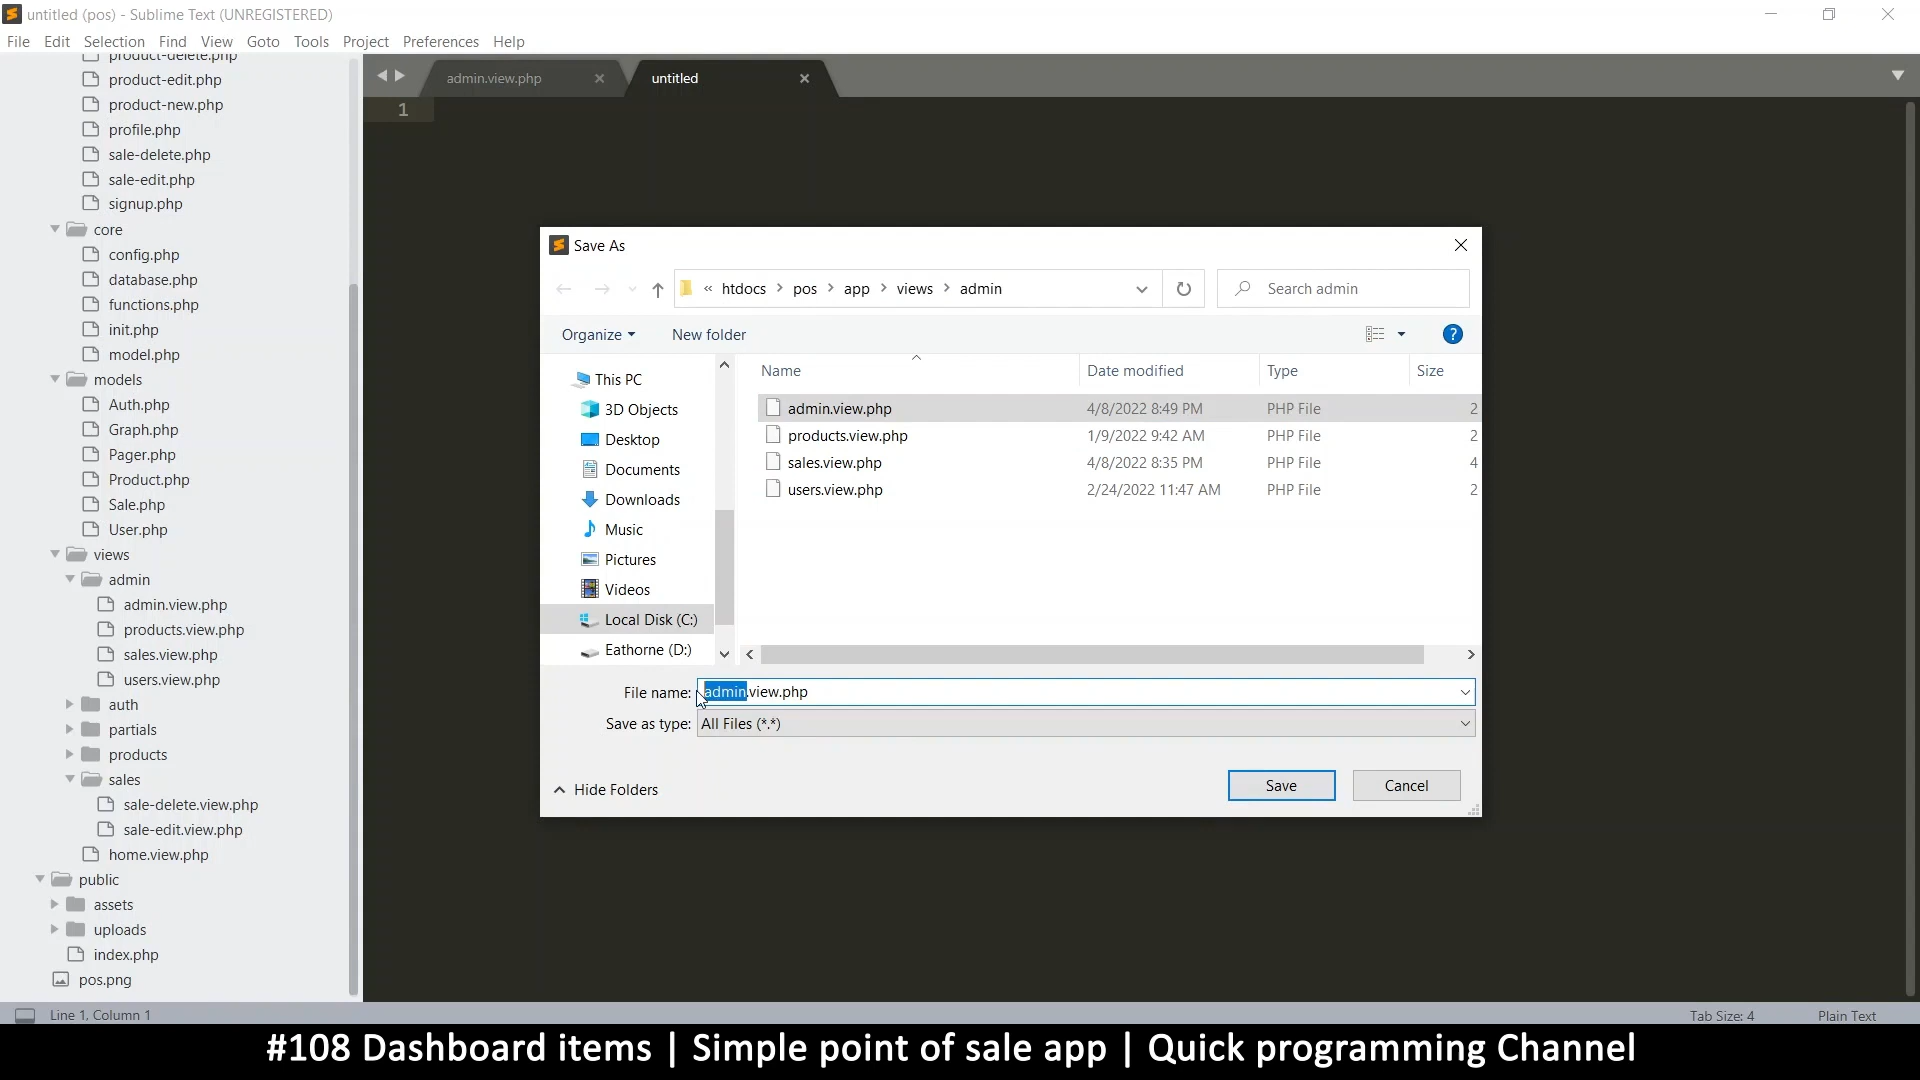 untitled (pos) - Sublime Text (UNREGISTERED)
File Edit Selection Find View Goto Tools Project Preferences Help
product-delete.php
product-edit.php
product-new.php
profile.php
sale-delete.php
sale-edit.php
signup.php
core
config.php
database.php
functions.php
init.php
model.php
models
Auth.php
Graph.php
Pager.php
Product.php
Sale.php
User.php
views
admin
admin.view.php
products.view.php
sales.view.php
users.view.php
auth
partials
products
sales
sale-delete.view.php
sale-edit.view.php
home.view.php
public
assets
uploads
index.php
pos.png
admin.view.php
untitled
1
Save As
« htdocs > pos > app > views > admin
Search admin
Organize
New folder
This PC
3D Objects
Desktop
Documents
Downloads
Music
Pictures
Videos
Local Disk (C:)
Eathorne (D:)
Name Date modified Type Size
admin.view.php 4/8/2022 8:49 PM PHP File 2
products.view.php 1/9/2022 9:42 AM PHP File 2
sales.view.php 4/8/2022 8:35 PM PHP File 4
users.view.php 2/24/2022 11:47 AM PHP File 2
File name: admin.view.php
Save as type: All Files (*.*)
Hide Folders
Save
Cancel
Line 1, Column 1
Tab Size: 4
Plain Text
#108 Dashboard items | Simple point of sale app | Quick programming Channel